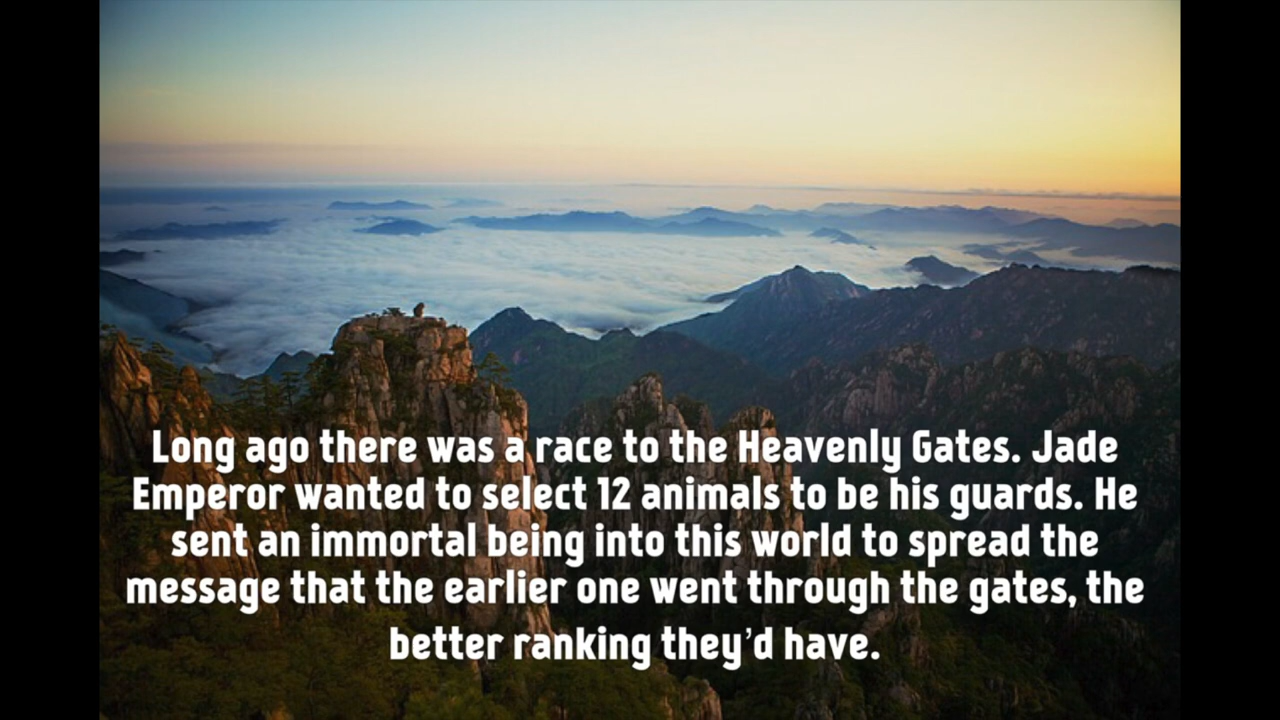 Long ago there was a race to the Heavenly Gates. Jade
Emperor wanted to select 12 animals to be his guards. He
sent an immortal being into this world to spread the
message that the earlier one went through the gates, the
better ranking they’d have.